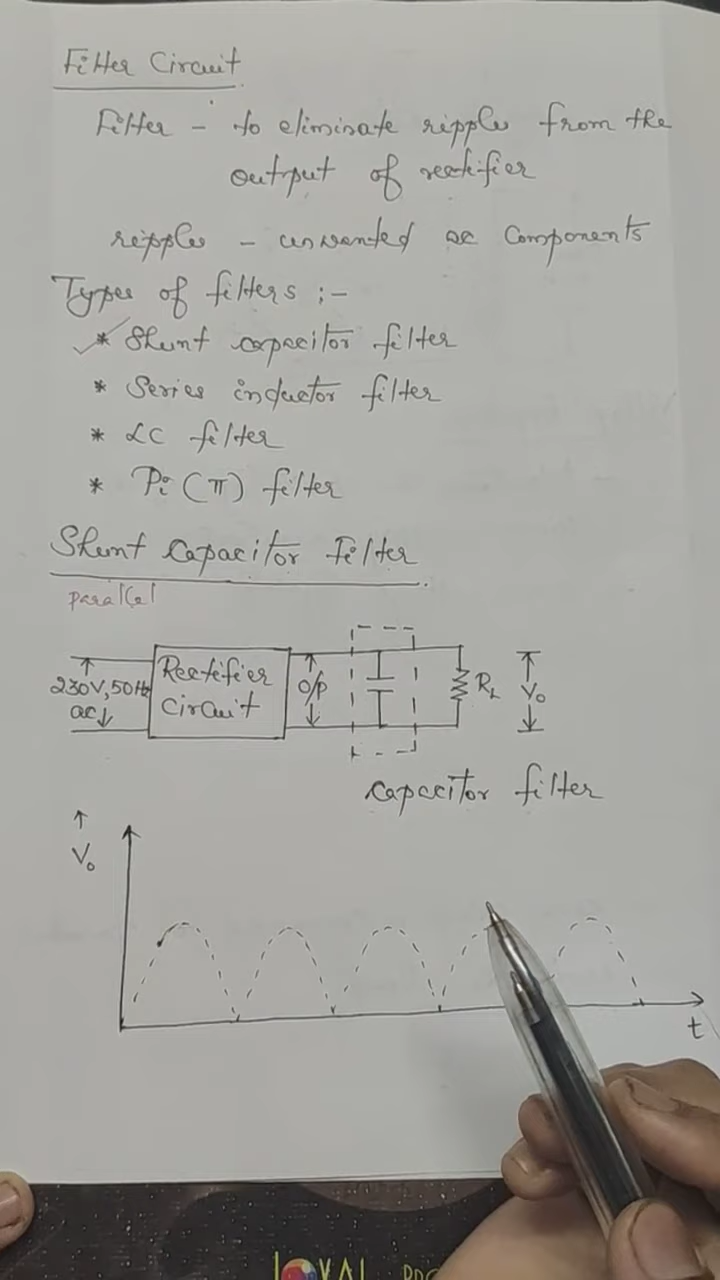 Filter Circuit
Filter - to eliminate ripples from the
output of rectifier
ripples - unwanted ac components
Types of filters :-
* Shunt capacitor filter
* Series inductor filter
* LC filter
* Pi (π) filter
Shunt Capacitor Filter
parallel
230V, 50Hz
ac
Rectifier
Circuit
O/P
RL
Vo
Capacitor filter
Vo
t